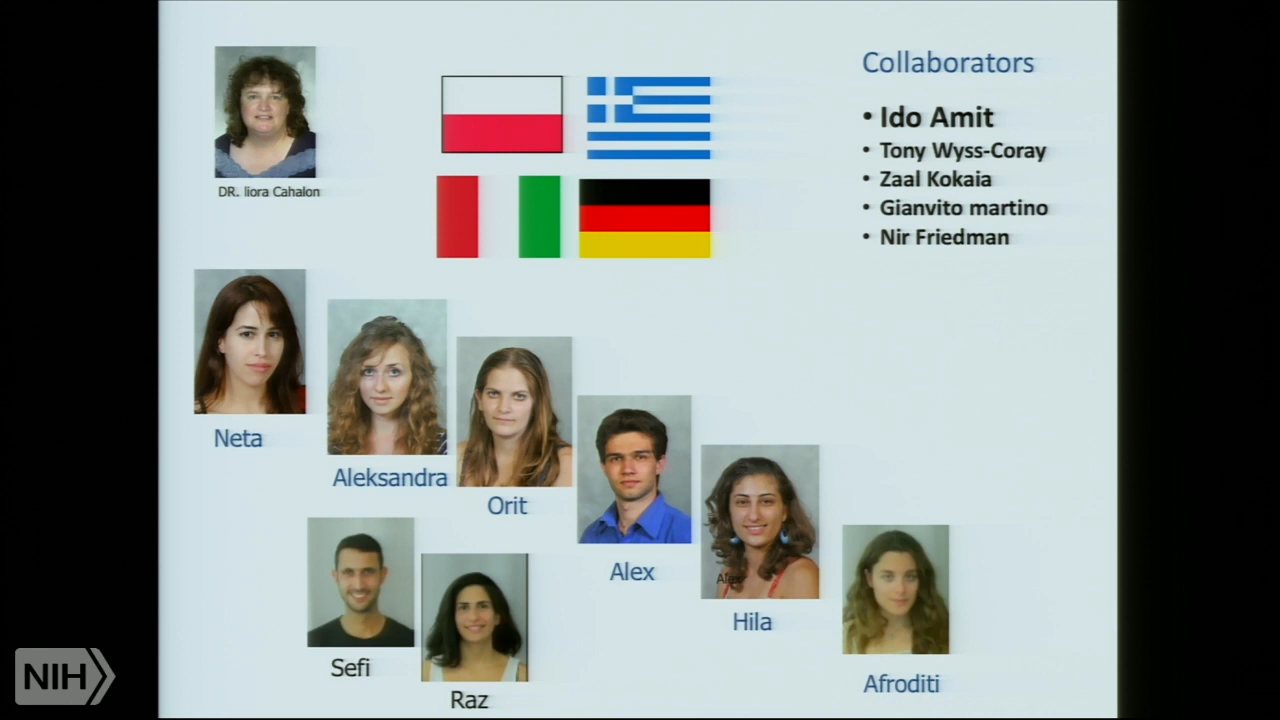 Collaborators
• Ido Amit
• Tony Wyss-Coray
• Zaal Kokaia
• Gianvito martino
• Nir Friedman
DR. liora Cahalon
Neta
Aleksandra
Orit
Alex
Alex
Hila
Sefi
Raz
Afroditi
NIH